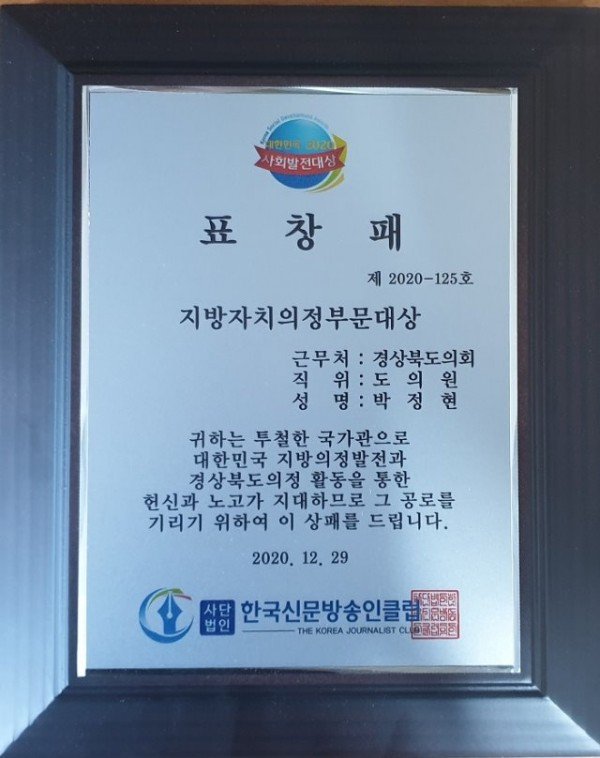 대한민국 2020
사회발전대상
표 창 패
제 2020-125호
지방자치의정부문대상
근무처 : 경상북도의회
직 위 : 도 의 원
성 명 : 박 정 현
귀하는 투철한 국가관으로
대한민국 지방의정발전과
경상북도의정 활동을 통한
헌신과 노고가 지대하므로 그 공로를
기리기 위하여 이 상패를 드립니다.
2020. 12. 29
사단법인 한국신문방송인클럽
THE KOREA JOURNALIST CLUB